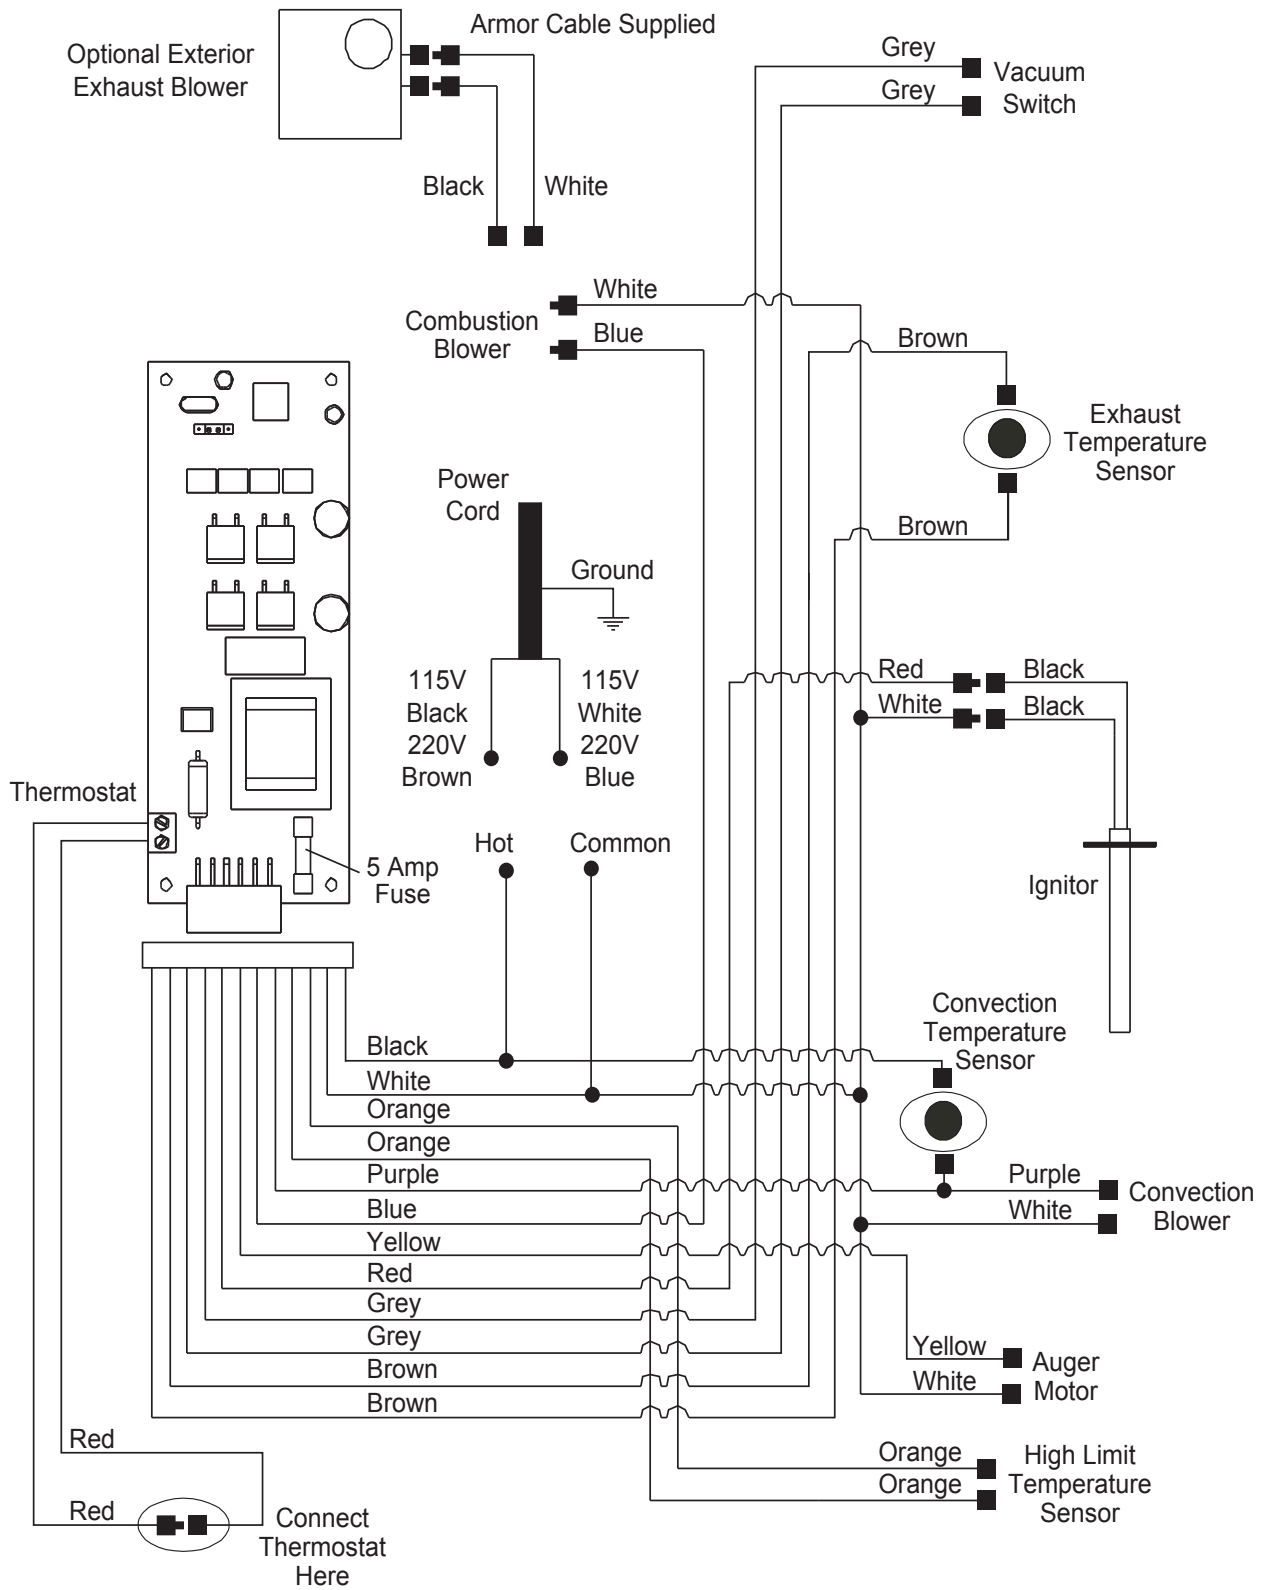 Armor Cable Supplied
Optional Exterior
Exhaust Blower
Grey
Vacuum
Grey
Switch
Black
White
White
Combustion
Blower
Blue
Brown
Exhaust
Temperature
Sensor
Power
Cord
Brown
Ground
115V
Black
220V
Brown
115V
White
220V
Blue
Red
Black
White
Black
Thermostat
Hot
Common
5 Amp
Fuse
Ignitor
Convection
Temperature
Sensor
Black
White
Orange
Orange
Purple
Blue
Yellow
Red
Grey
Grey
Brown
Brown
Purple
White
Convection
Blower
Yellow
White
Auger
Motor
Red
Red
Connect
Thermostat
Here
Orange
Orange
High Limit
Temperature
Sensor